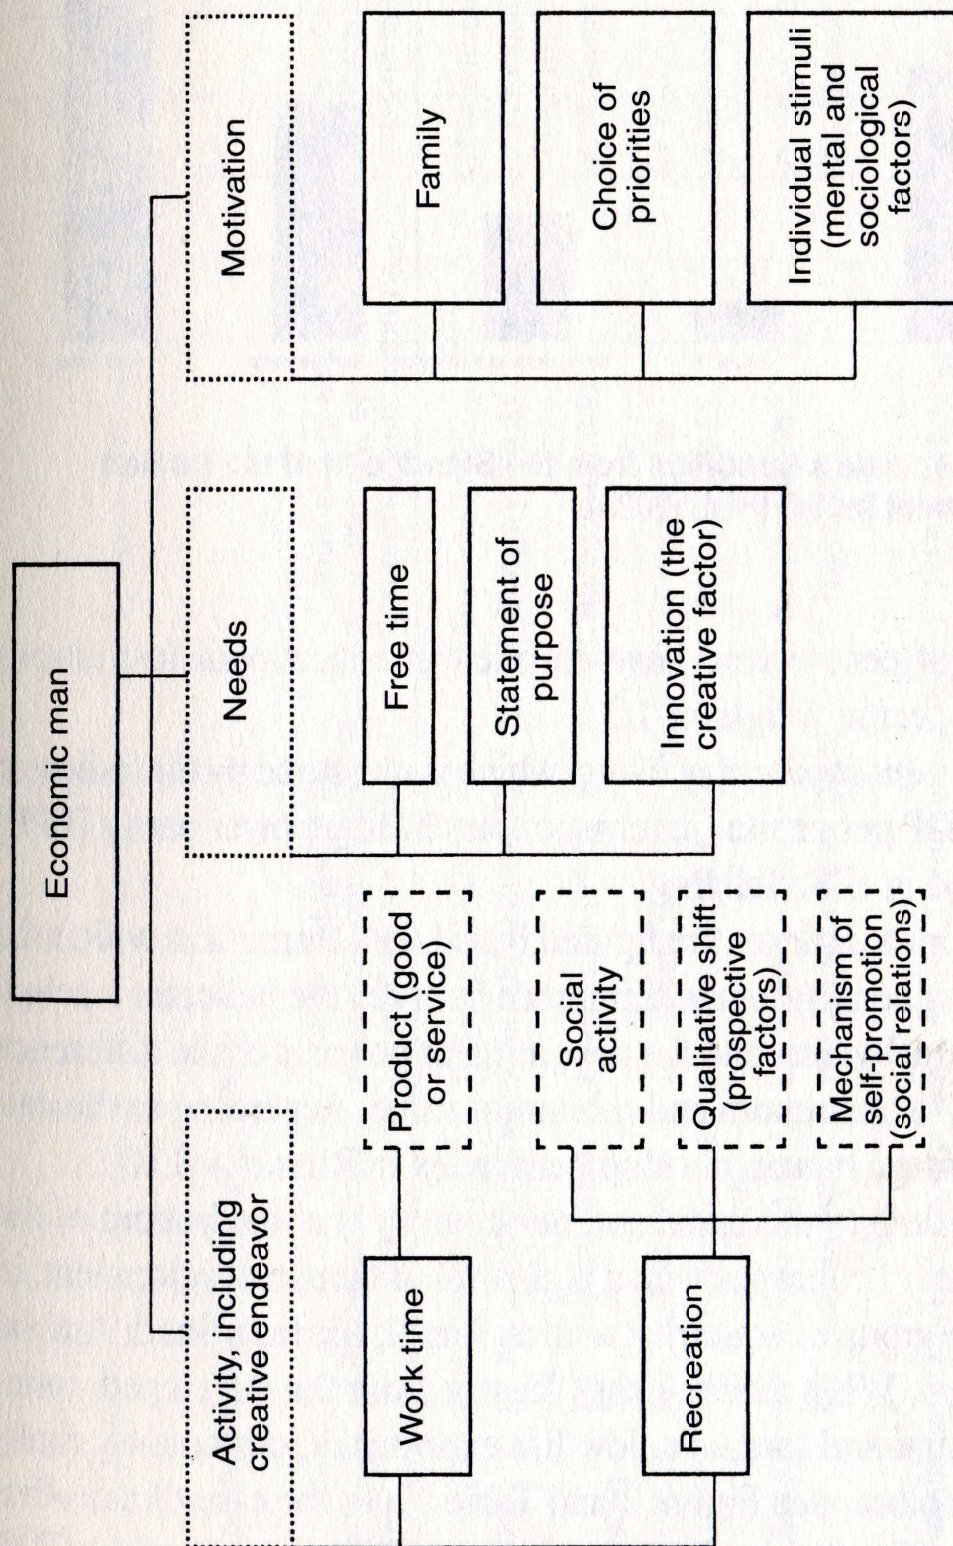 Economic man
Activity, including
creative endeavor
Work time
Product (good
or service)
Recreation
Social
activity
Qualitative shift
(prospective
factors)
Mechanism of
self-promotion
(social relations)
Needs
Free time
Statement of
purpose
Innovation (the
creative factor)
Motivation
Family
Choice of
priorities
Individual stimuli
(mental and
sociological
factors)